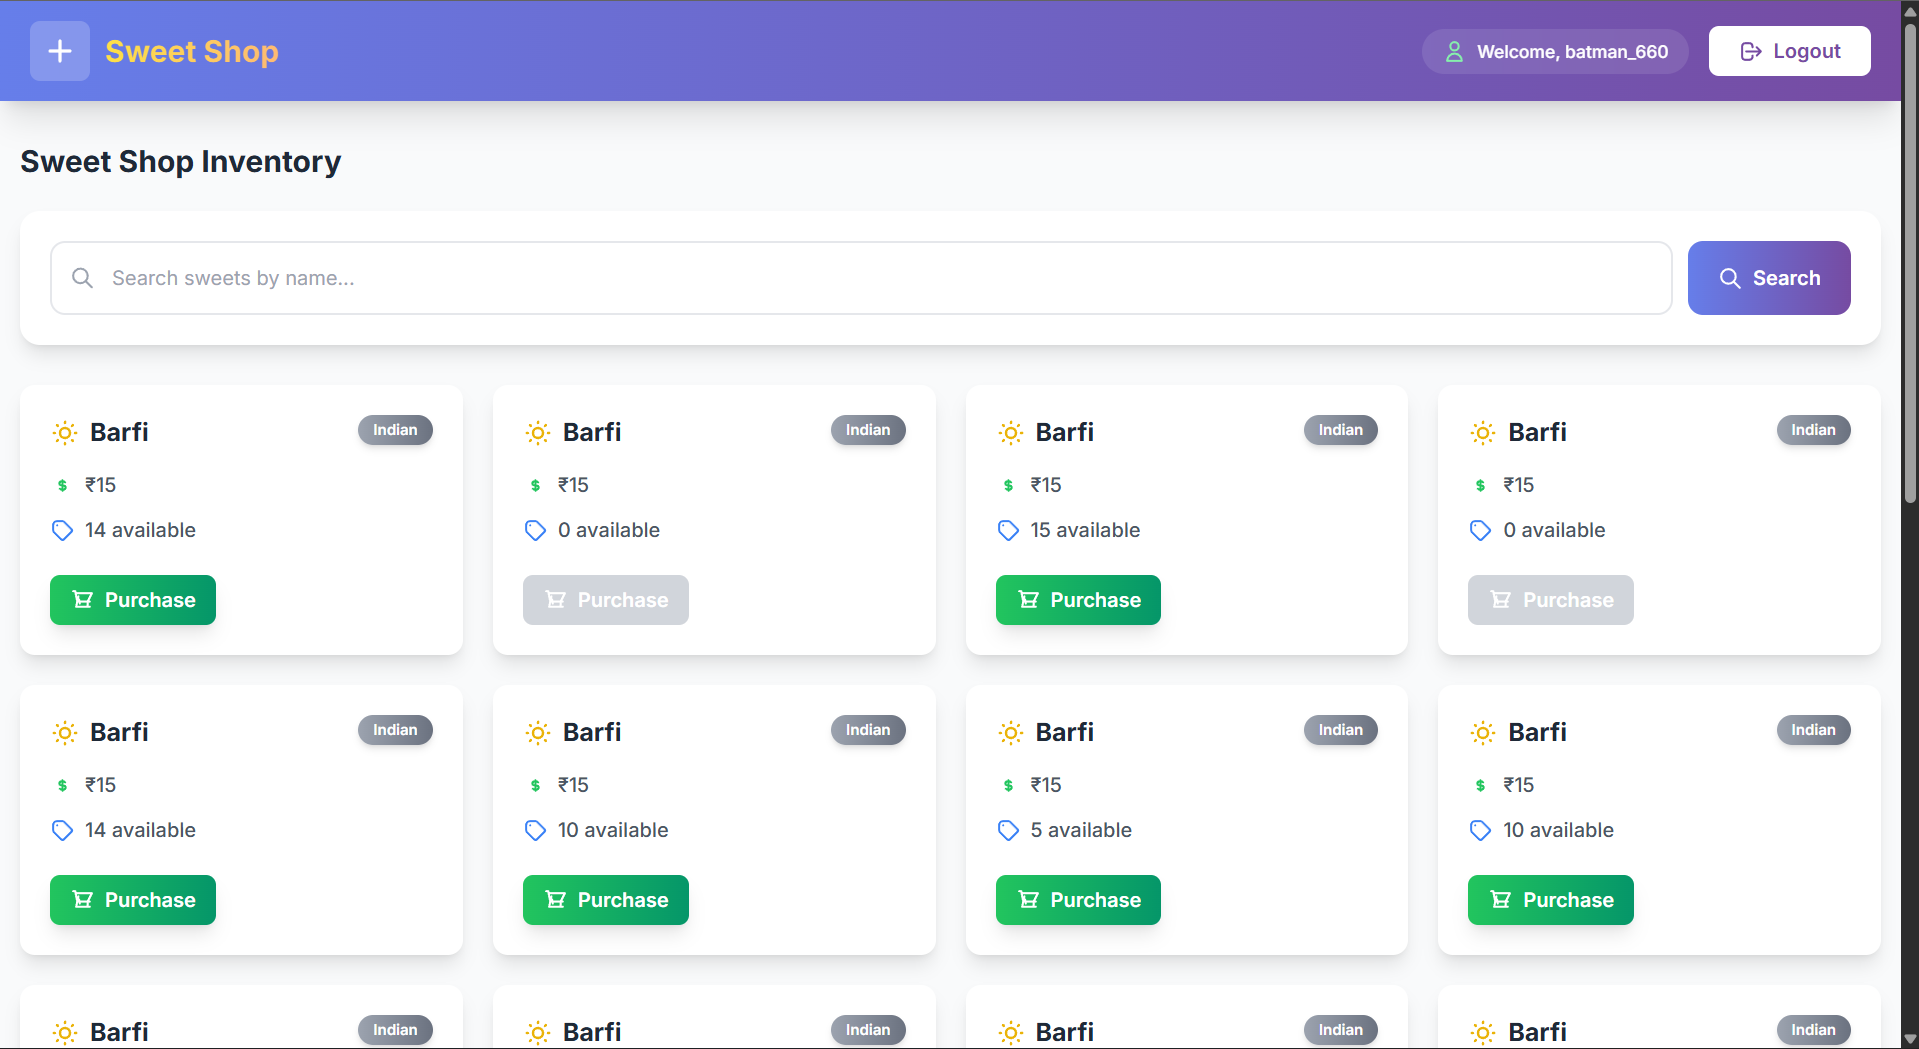 Sweet Shop
Welcome, batman_660
Logout
Sweet Shop Inventory
Search sweets by name...
Search
Barfi
Indian
$ ₹15
14 available
Purchase
Barfi
Indian
$ ₹15
0 available
Purchase
Barfi
Indian
$ ₹15
15 available
Purchase
Barfi
Indian
$ ₹15
0 available
Purchase
Barfi
Indian
$ ₹15
14 available
Purchase
Barfi
Indian
$ ₹15
10 available
Purchase
Barfi
Indian
$ ₹15
5 available
Purchase
Barfi
Indian
$ ₹15
10 available
Purchase
Barfi
Indian
Barfi
Indian
Barfi
Indian
Barfi
Indian